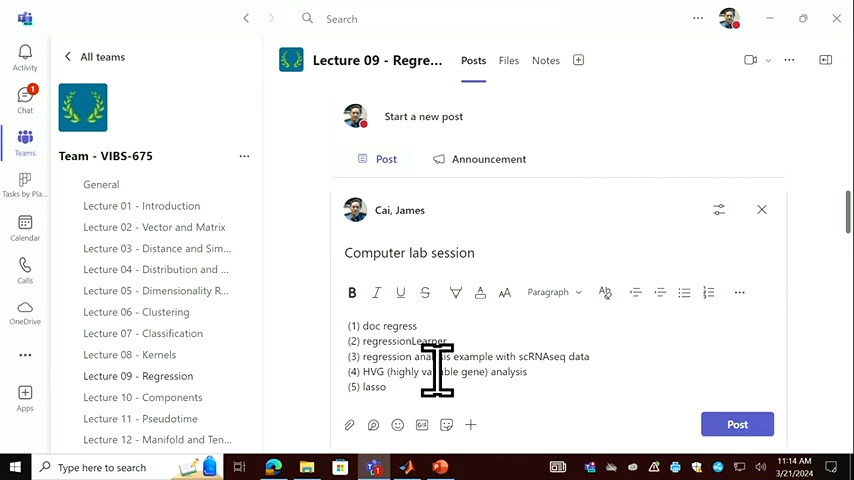 Search
Activity
Chat
1
Teams
Tasks by Pla...
Calendar
Calls
OneDrive
Apps
All teams
Team - VIBS-675
General
Lecture 01 - Introduction
Lecture 02 - Vector and Matrix
Lecture 03 - Distance and Sim...
Lecture 04 - Distribution and ...
Lecture 05 - Dimensionality R...
Lecture 06 - Clustering
Lecture 07 - Classification
Lecture 08 - Kernels
Lecture 09 - Regression
Lecture 10 - Components
Lecture 11 - Pseudotime
Lecture 12 - Manifold and Ten...
Lecture 09 - Regre...
Posts
Files
Notes
Start a new post
Post
Announcement
Cai, James
Computer lab session
B I U S
Paragraph
(1) doc regress
(2) regressionLearner
(3) regression analysis example with scRNAseq data
(4) HVG (highly variable gene) analysis
(5) lasso
GIF
Post
Type here to search
1
11:14 AM
3/21/2024